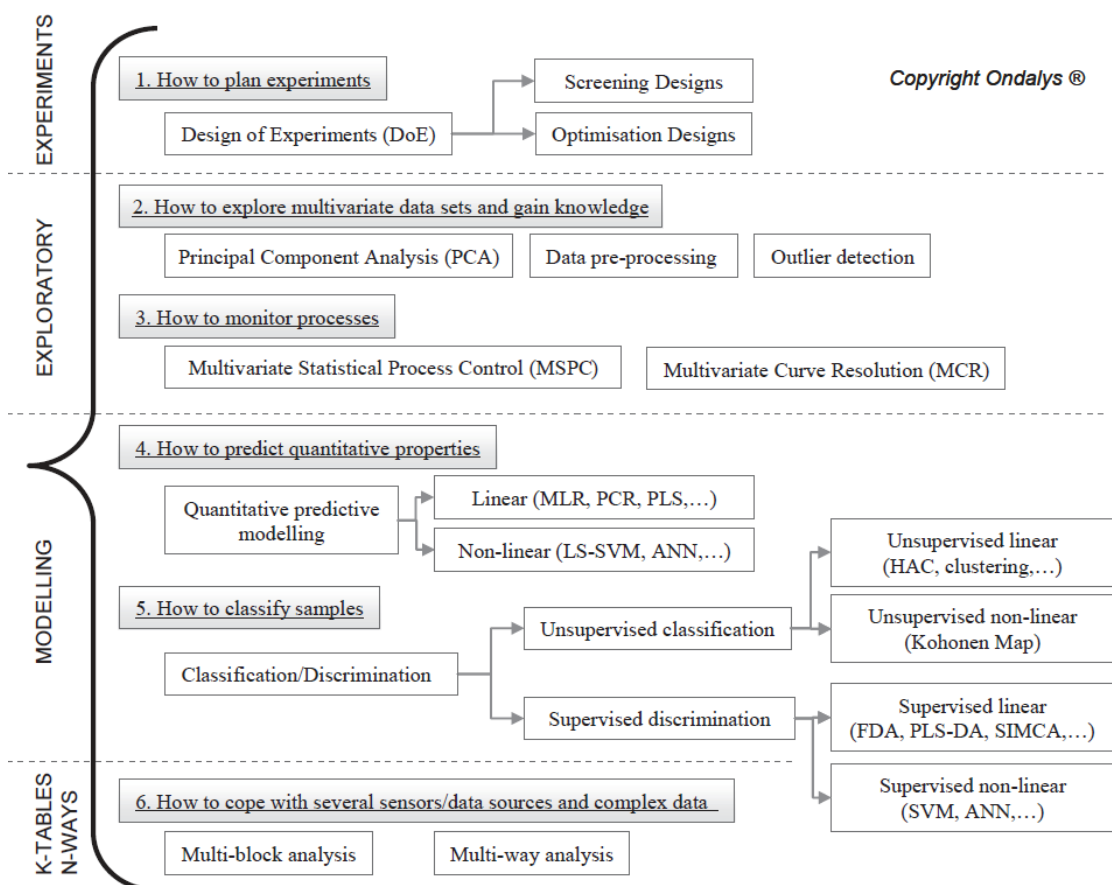 EXPERIMENTS
1. How to plan experiments
Design of Experiments (DoE)
Screening Designs
Optimisation Designs
Copyright Ondalys ®
EXPLORATORY
2. How to explore multivariate data sets and gain knowledge
Principal Component Analysis (PCA)
Data pre-processing
Outlier detection
3. How to monitor processes
Multivariate Statistical Process Control (MSPC)
Multivariate Curve Resolution (MCR)
MODELLING
4. How to predict quantitative properties
Quantitative predictive
modelling
Linear (MLR, PCR, PLS,…)
Non-linear (LS-SVM, ANN,…)
5. How to classify samples
Classification/Discrimination
Unsupervised classification
Unsupervised linear
(HAC, clustering,…)
Unsupervised non-linear
(Kohonen Map)
Supervised discrimination
Supervised linear
(FDA, PLS-DA, SIMCA,…)
Supervised non-linear
(SVM, ANN,…)
K-TABLES
N-WAYS
6. How to cope with several sensors/data sources and complex data
Multi-block analysis
Multi-way analysis